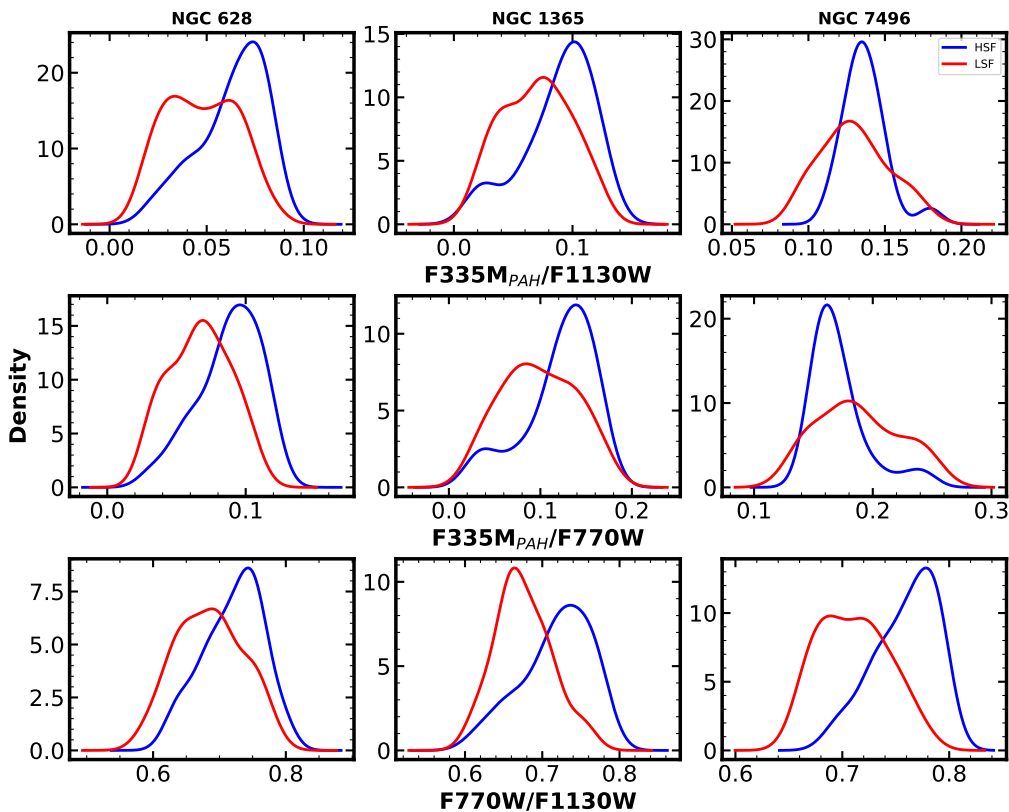 NGC 628 NGC 1365 NGC 7496
HSF
LSF
0 10 20
0.00 0.05 0.10
0 5 10 15
0.0 0.1
0 10 20 30
0.05 0.10 0.15 0.20
F335M_PAH/F1130W
Density
0 5 10 15
0.0 0.1
0 5 10
0.0 0.1 0.2
0 10 20
0.1 0.2 0.3
F335M_PAH/F770W
0.0 2.5 5.0 7.5
0.6 0.8
0 5 10
0.6 0.7 0.8
0 5 10
0.6 0.7 0.8
F770W/F1130W